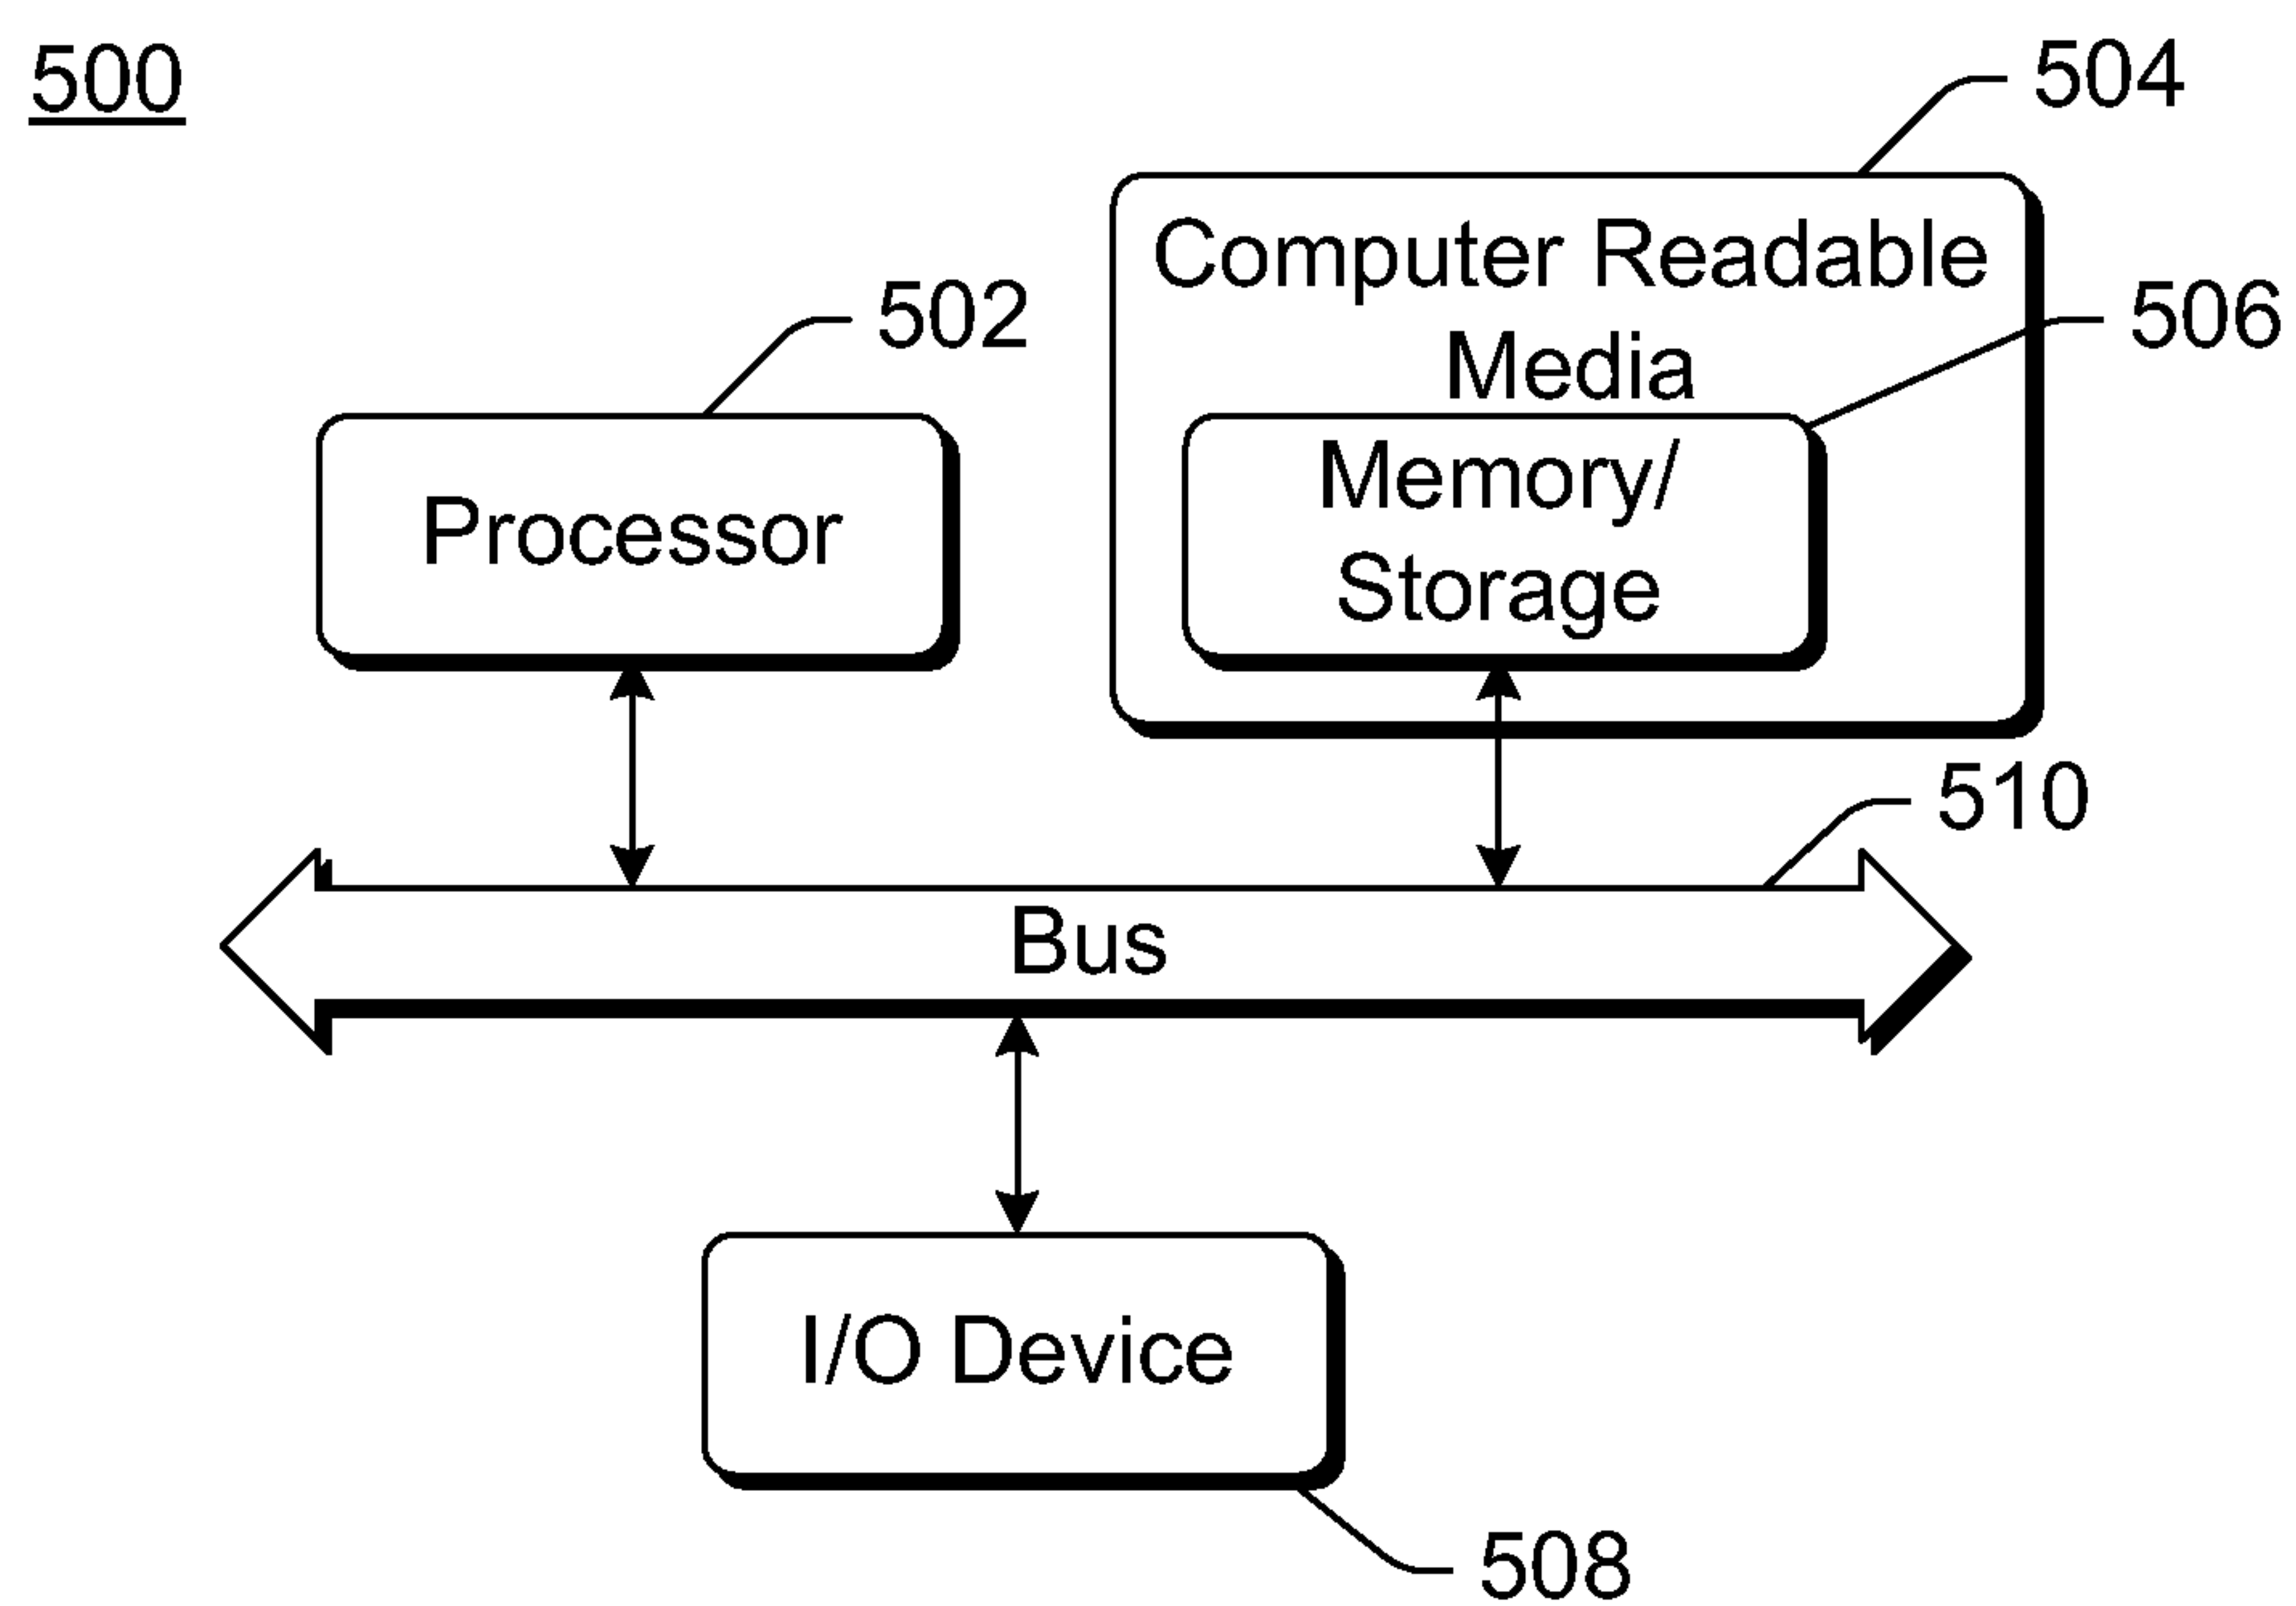 500
504
Computer Readable
Media
506
502
Memory/
Storage
Processor
510
Bus
I/O Device
508